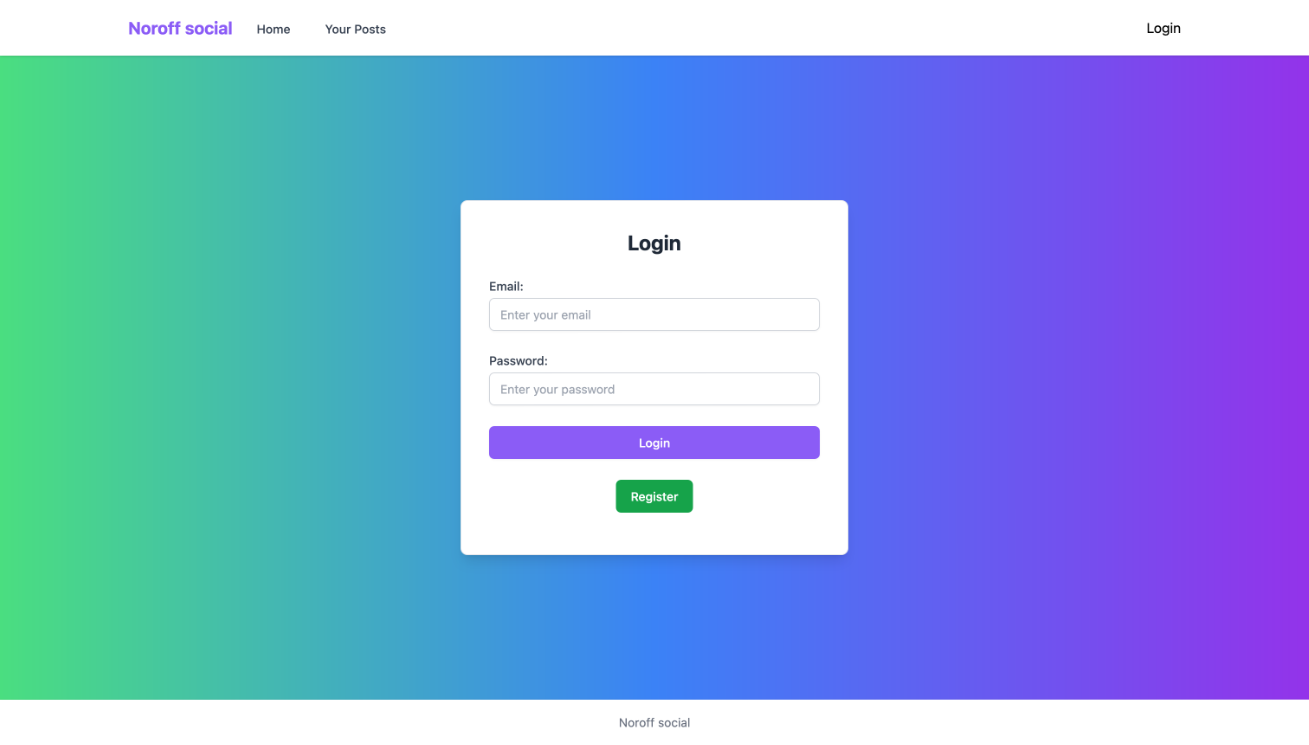 Noroff social Home Your Posts Login
Login
Email:
Enter your email
Password:
Enter your password
Login
Register
Noroff social